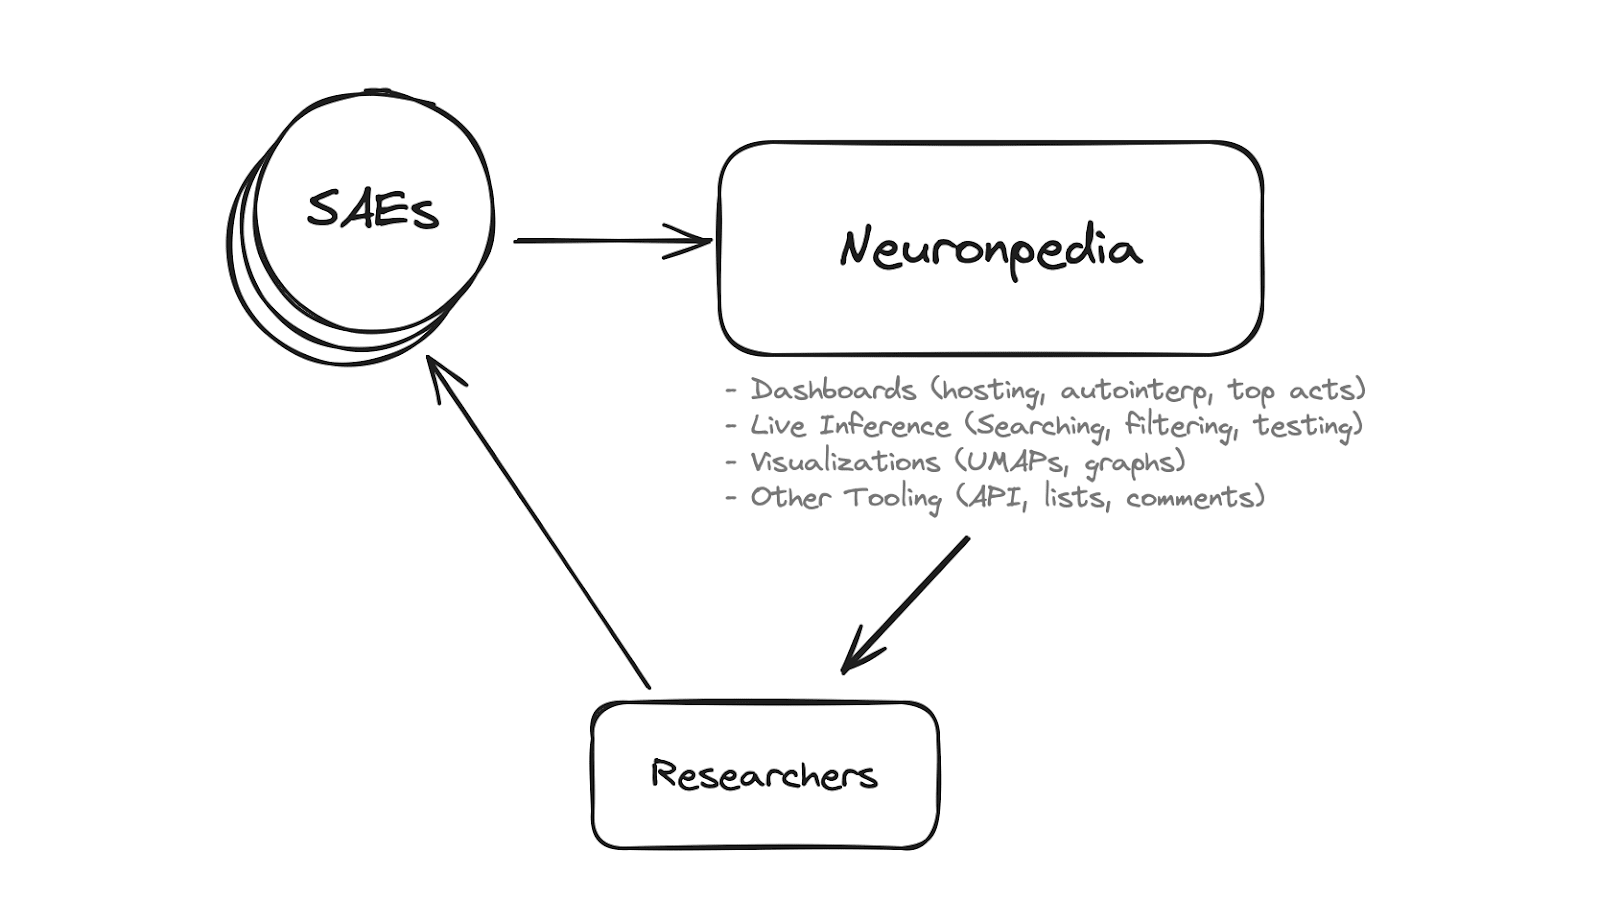 SAEs
Neuronpedia
- Dashboards (hosting, autointerp, top acts)
- Live Inference (Searching, filtering, testing)
- Visualizations (UMAPs, graphs)
- Other Tooling (API, lists, comments)
Researchers